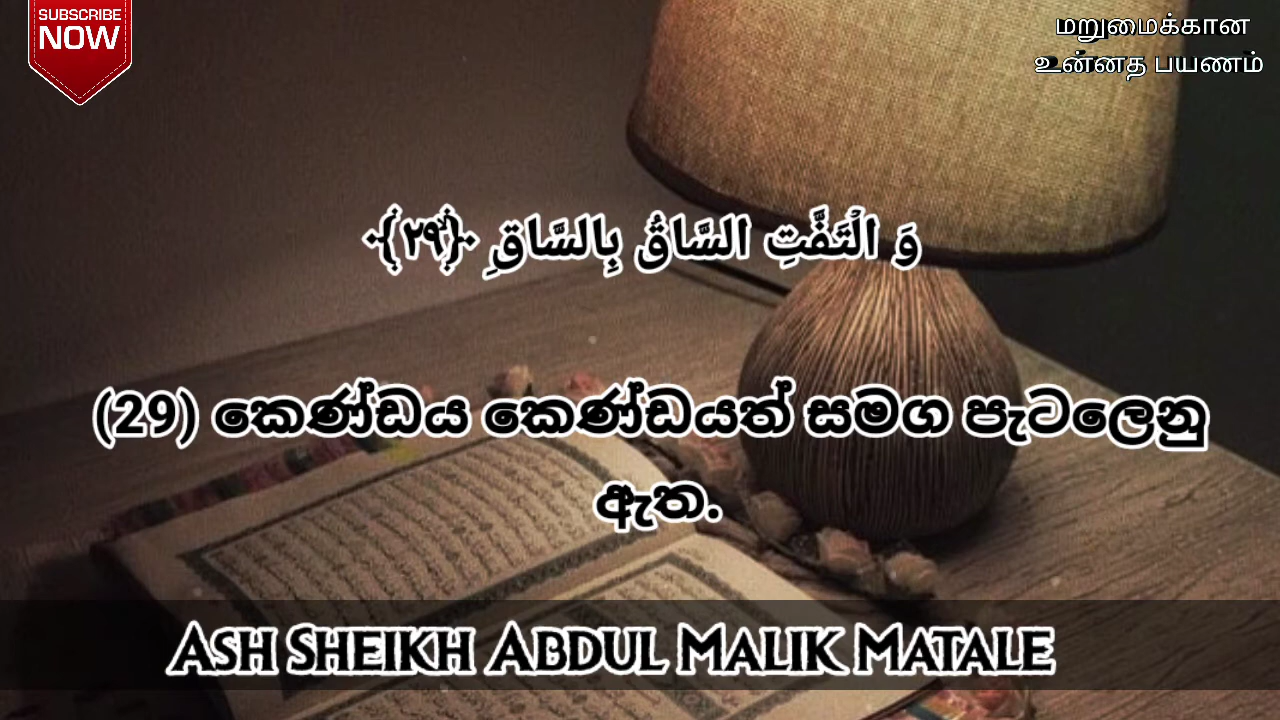 SUBSCRIBE
NOW
மறுமைக்கான
உன்னத பயணம்
وَ الْتَفَّتِ السَّاقُ بِالسَّاقِ ﴿۲۹﴾
(29) කෙණ්ඩය කෙණ්ඩයත් සමග පැටලෙනු
ඇත.
ASH SHEIKH ABDUL MALIK MATALE